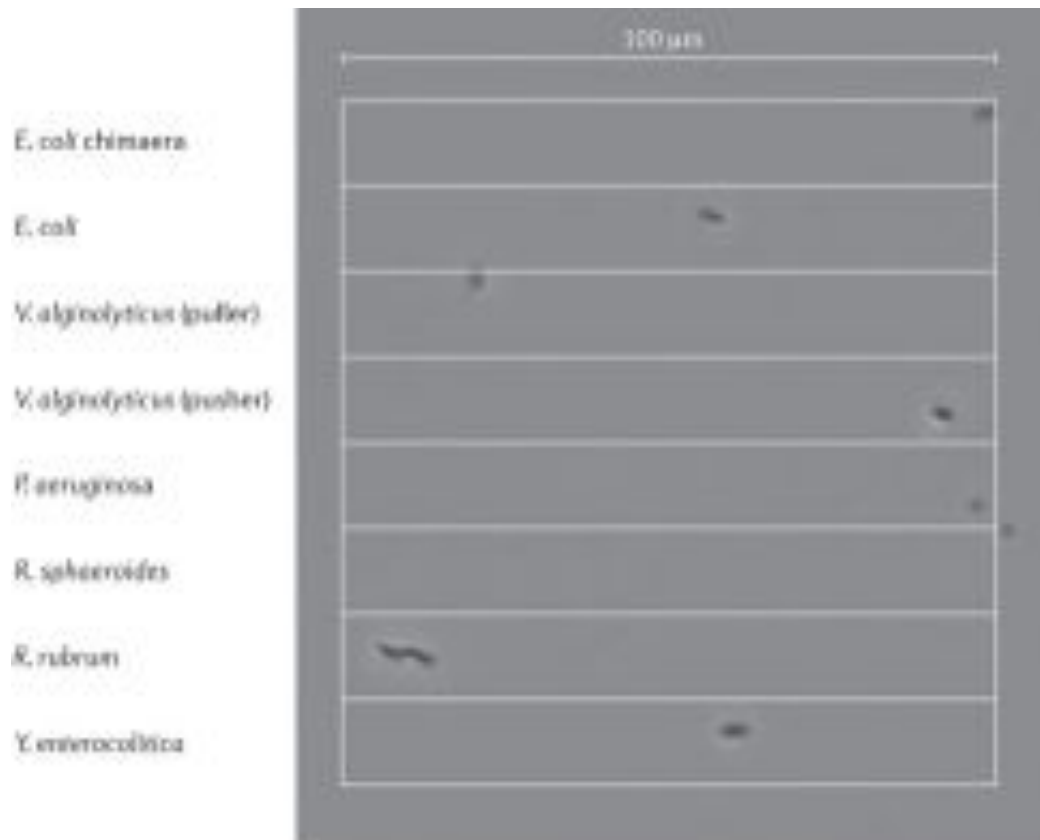 100 µm
E. coli chimaera
E. coli
V. alginolyticus (puller)
V. alginolyticus (pusher)
P. aeruginosa
R. sphaeroides
R. rubrum
Y. enterocolitica